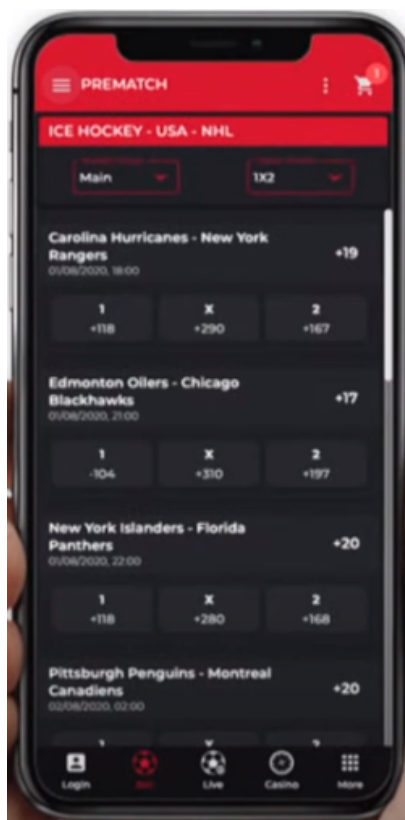 PREMATCH
1
ICE HOCKEY - USA - NHL
Main
1X2
Carolina Hurricanes - New York
Rangers
+19
01/08/2020, 18:00
1 X 2
+118 +290 +167
Edmonton Oilers - Chicago
Blackhawks
+17
01/08/2020, 21:00
1 X 2
-104 +310 +197
New York Islanders - Florida
Panthers
+20
01/08/2020, 22:00
1 X 2
+118 +280 +168
Pittsburgh Penguins - Montreal
Canadiens
+20
02/08/2020, 02:00
1 X 2
Login Live Casino More